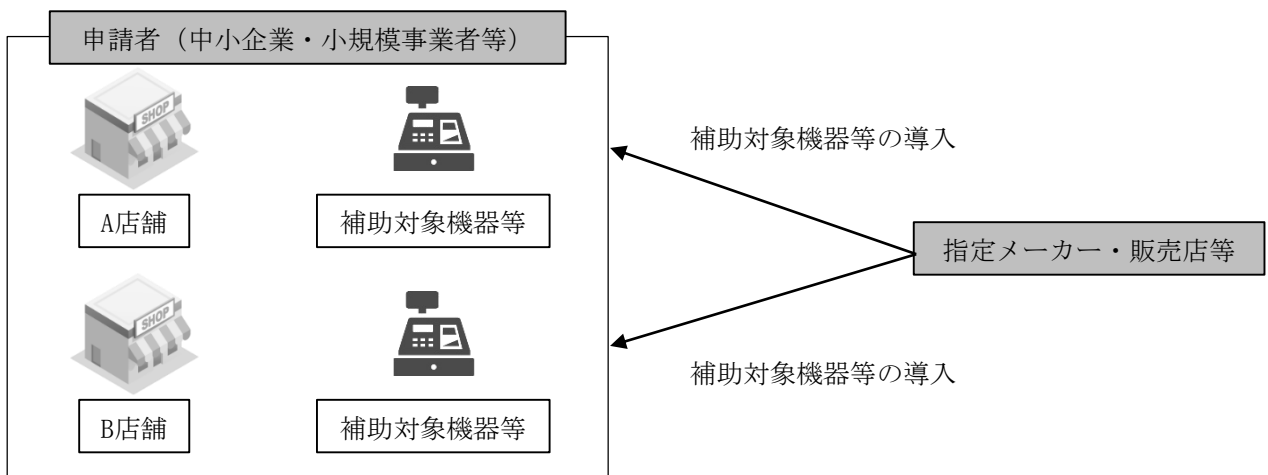 申請者（中小企業・小規模事業者等）
SHOP
A店舗
補助対象機器等
補助対象機器等の導入
指定メーカー・販売店等
SHOP
B店舗
補助対象機器等
補助対象機器等の導入